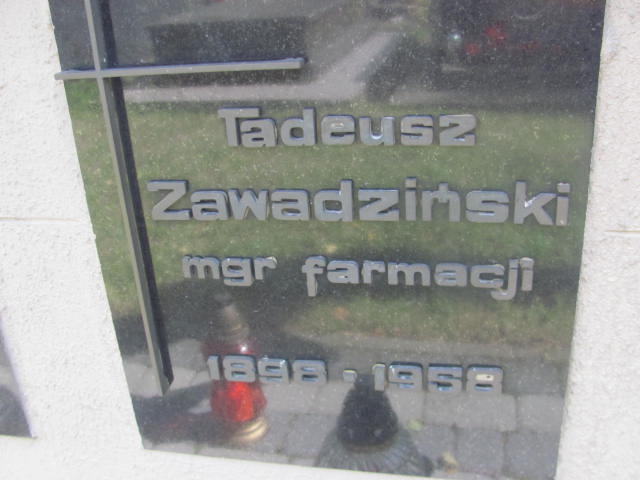 Tadeusz
Zawadziński
mgr farmacji
1898-1958